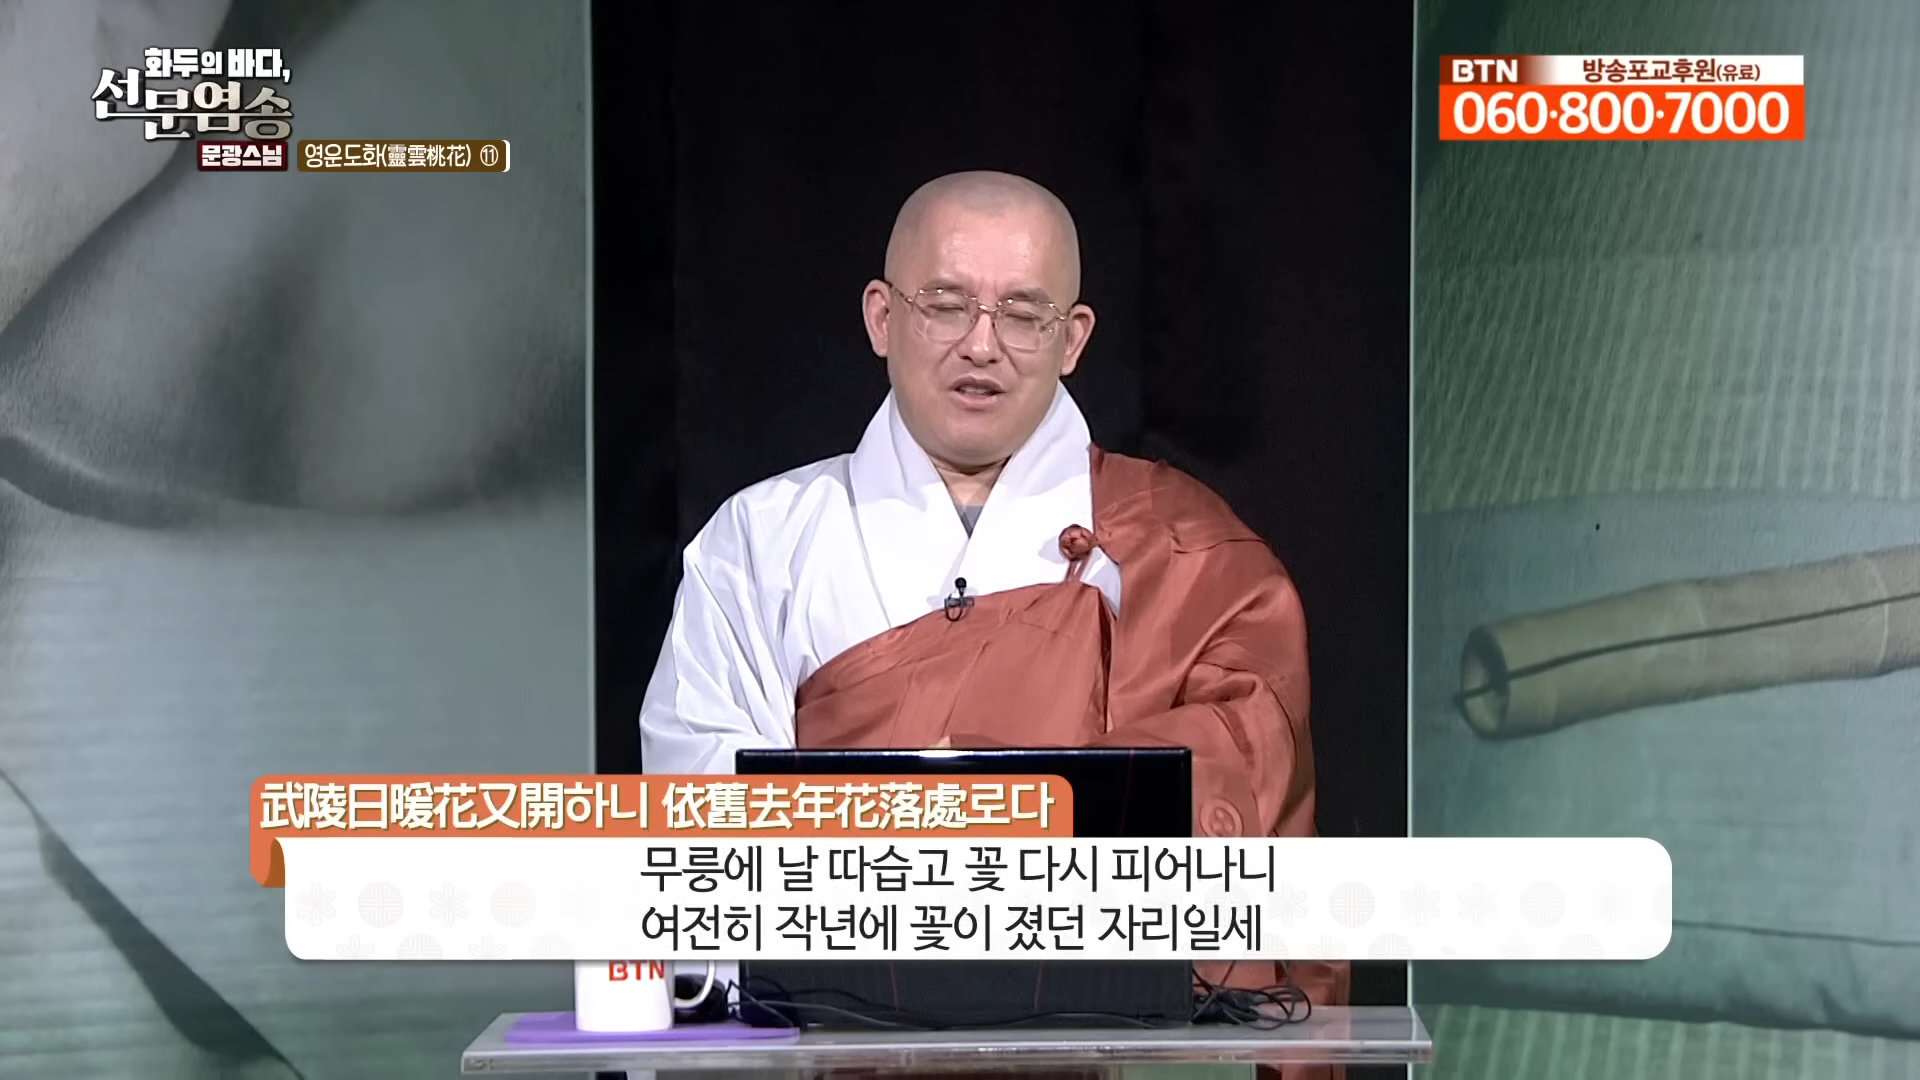 화두의 바다,
선문염송
문광스님 영운도화(靈雲桃花) ⑪
BTN 방송포교후원(유료)
060·800·7000
武陵日暖花又開하니 依舊去年花落處로다
무릉에 날 따습고 꽃 다시 피어나니
여전히 작년에 꽃이 졌던 자리일세
BTN